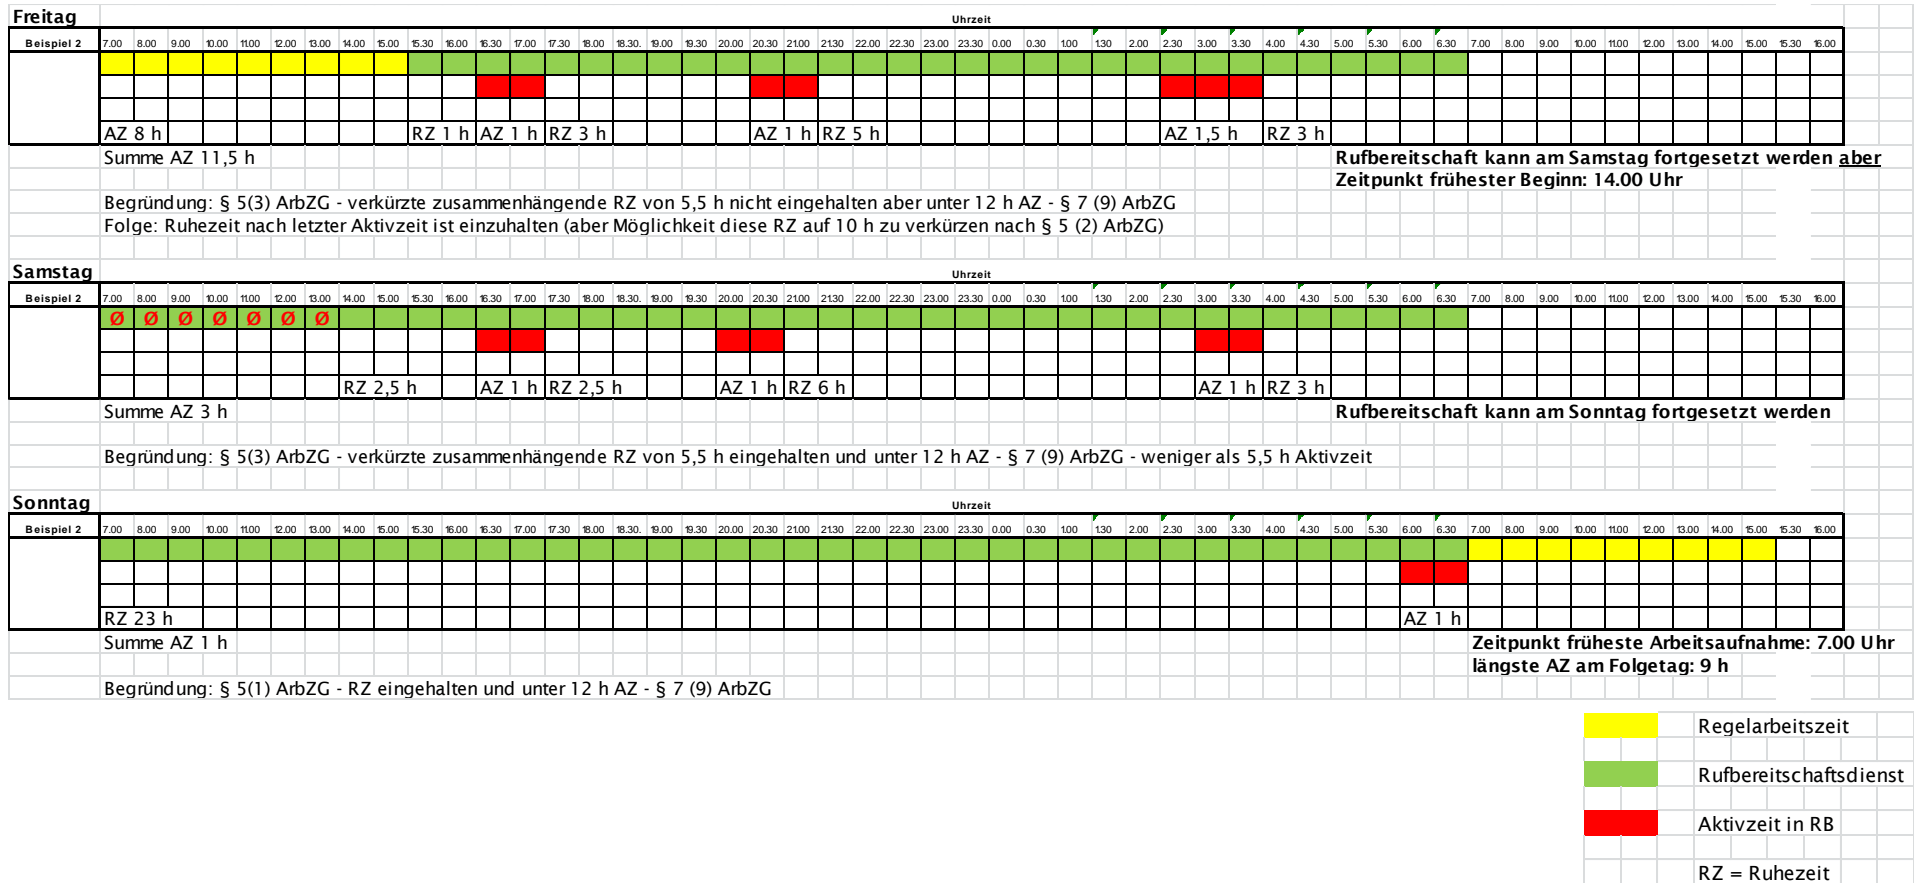 Freitag
Uhrzeit
Beispiel 2 7.00 8.00 9.00 10.00 11.00 12.00 13.00 14.00 15.00 15.30 16.00 16.30 17.00 17.30 18.00 18.30. 19.00 19.30 20.00 20.30 21.00 21.30 22.00 22.30 23.00 23.30 0.00 0.30 1.00 1.30 2.00 2.30 3.00 3.30 4.00 4.30 5.00 5.30 6.00 6.30 7.00 8.00 9.00 10.00 11.00 12.00 13.00 14.00 15.00 15.30 16.00
AZ 8 h RZ 1 h AZ 1 h RZ 3 h AZ 1 h RZ 5 h AZ 1,5 h RZ 3 h
Summe AZ 11,5 h Rufbereitschaft kann am Samstag fortgesetzt werden aber
Zeitpunkt frühester Beginn: 14.00 Uhr
Begründung: § 5(3) ArbZG - verkürzte zusammenhängende RZ von 5,5 h nicht eingehalten aber unter 12 h AZ - § 7 (9) ArbZG
Folge: Ruhezeit nach letzter Aktivzeit ist einzuhalten (aber Möglichkeit diese RZ auf 10 h zu verkürzen nach § 5 (2) ArbZG)
Samstag
Uhrzeit
Beispiel 2 7.00 8.00 9.00 10.00 11.00 12.00 13.00 14.00 15.00 15.30 16.00 16.30 17.00 17.30 18.00 18.30. 19.00 19.30 20.00 20.30 21.00 21.30 22.00 22.30 23.00 23.30 0.00 0.30 1.00 1.30 2.00 2.30 3.00 3.30 4.00 4.30 5.00 5.30 6.00 6.30 7.00 8.00 9.00 10.00 11.00 12.00 13.00 14.00 15.00 15.30 16.00
Ø Ø Ø Ø Ø Ø Ø
RZ 2,5 h AZ 1 h RZ 2,5 h AZ 1 h RZ 6 h AZ 1 h RZ 3 h
Summe AZ 3 h Rufbereitschaft kann am Sonntag fortgesetzt werden
Begründung: § 5(3) ArbZG - verkürzte zusammenhängende RZ von 5,5 h eingehalten und unter 12 h AZ - § 7 (9) ArbZG - weniger als 5,5 h Aktivzeit
Sonntag
Uhrzeit
Beispiel 2 7.00 8.00 9.00 10.00 11.00 12.00 13.00 14.00 15.00 15.30 16.00 16.30 17.00 17.30 18.00 18.30. 19.00 19.30 20.00 20.30 21.00 21.30 22.00 22.30 23.00 23.30 0.00 0.30 1.00 1.30 2.00 2.30 3.00 3.30 4.00 4.30 5.00 5.30 6.00 6.30 7.00 8.00 9.00 10.00 11.00 12.00 13.00 14.00 15.00 15.30 16.00
RZ 23 h AZ 1 h
Summe AZ 1 h Zeitpunkt früheste Arbeitsaufnahme: 7.00 Uhr
längste AZ am Folgetag: 9 h
Begründung: § 5(1) ArbZG - RZ eingehalten und unter 12 h AZ - § 7 (9) ArbZG
Regelarbeitszeit
Rufbereitschaftsdienst
Aktivzeit in RB
RZ = Ruhezeit